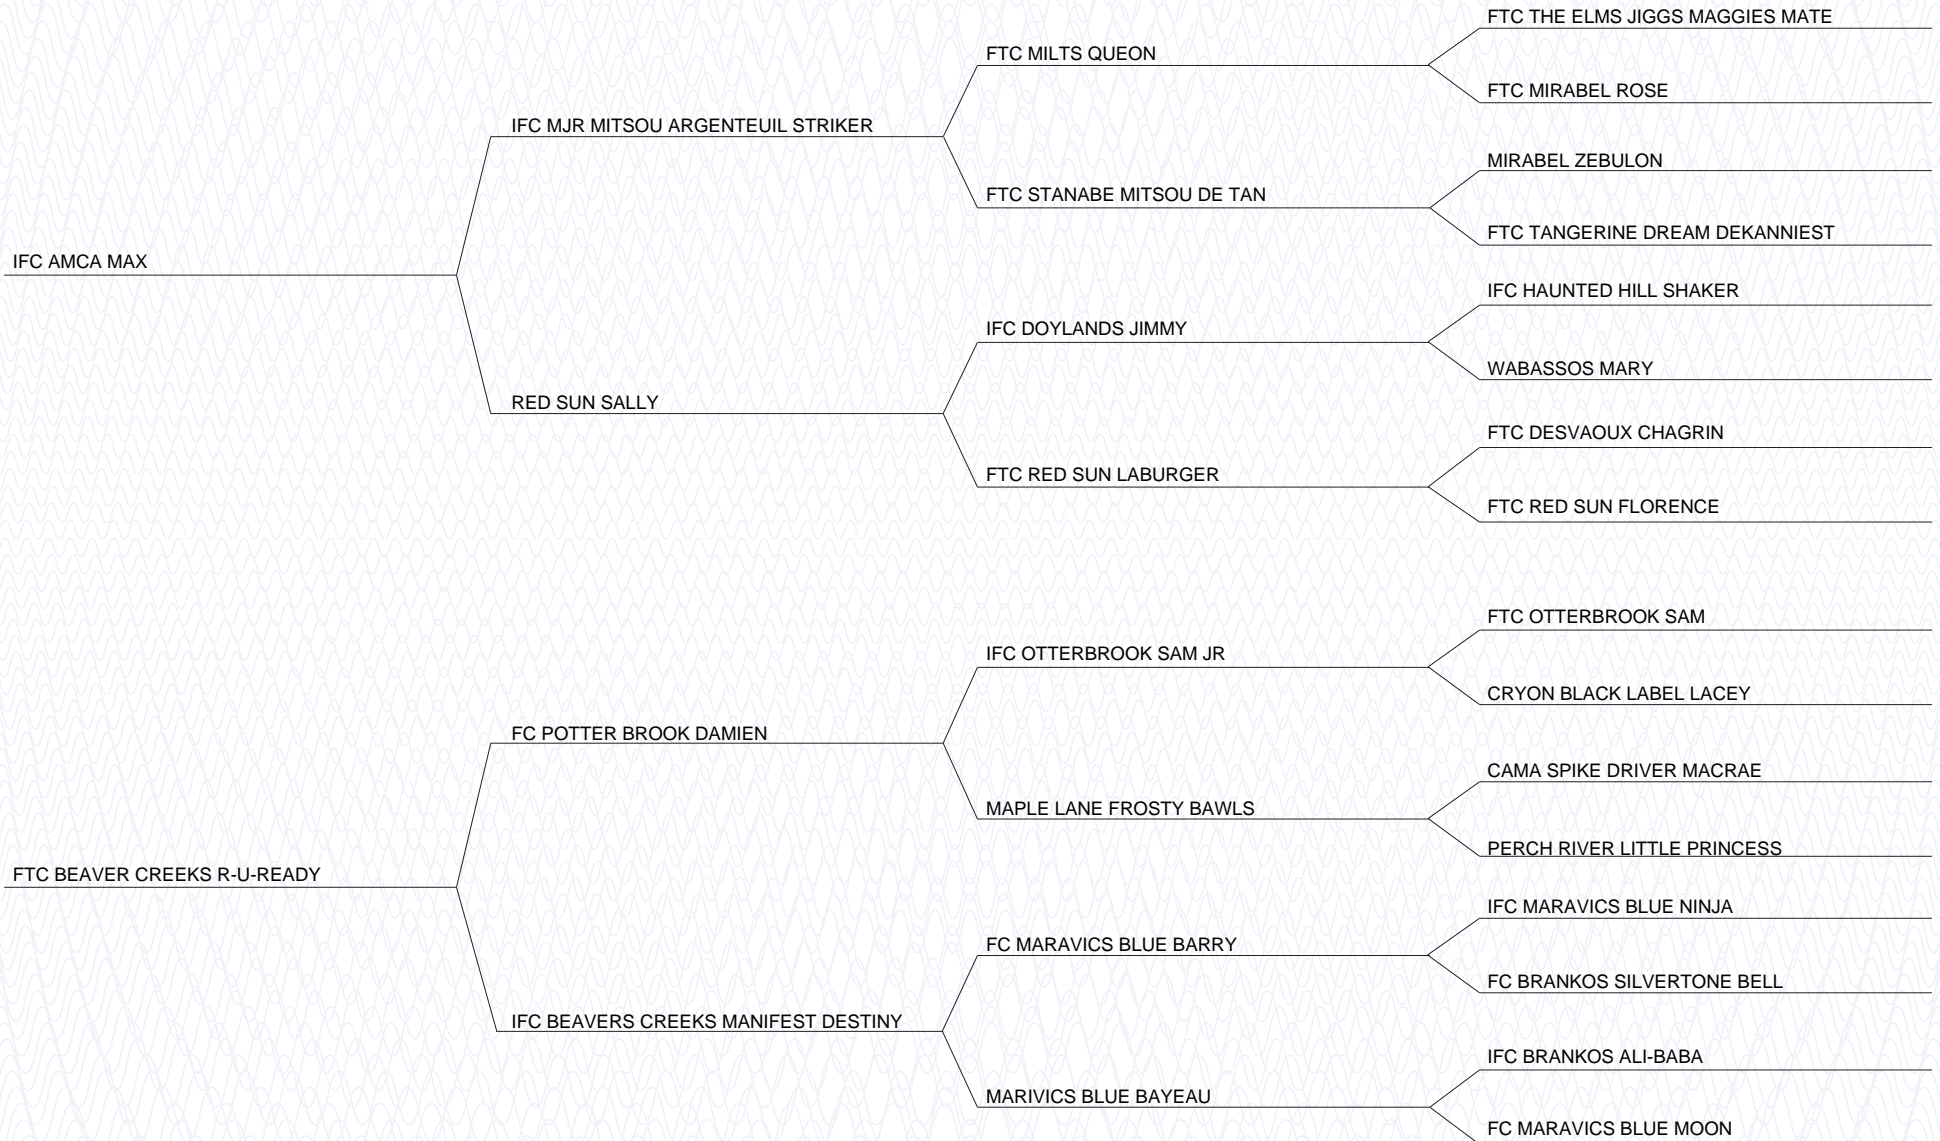 FTC THE ELMS JIGGS MAGGIES MATE
FTC MILTS QUEON
FTC MIRABEL ROSE
IFC MJR MITSOU ARGENTEUIL STRIKER
MIRABEL ZEBULON
FTC STANABE MITSOU DE TAN
FTC TANGERINE DREAM DEKANNIEST
IFC AMCA MAX
IFC HAUNTED HILL SHAKER
IFC DOYLANDS JIMMY
WABASSOS MARY
RED SUN SALLY
FTC DESVAOUX CHAGRIN
FTC RED SUN LABURGER
FTC RED SUN FLORENCE
FTC OTTERBROOK SAM
IFC OTTERBROOK SAM JR
CRYON BLACK LABEL LACEY
FC POTTER BROOK DAMIEN
CAMA SPIKE DRIVER MACRAE
MAPLE LANE FROSTY BAWLS
PERCH RIVER LITTLE PRINCESS
FTC BEAVER CREEKS R-U-READY
IFC MARAVICS BLUE NINJA
FC MARAVICS BLUE BARRY
FC BRANKOS SILVERTONE BELL
IFC BEAVERS CREEKS MANIFEST DESTINY
IFC BRANKOS ALI-BABA
MARIVICS BLUE BAYEAU
FC MARAVICS BLUE MOON